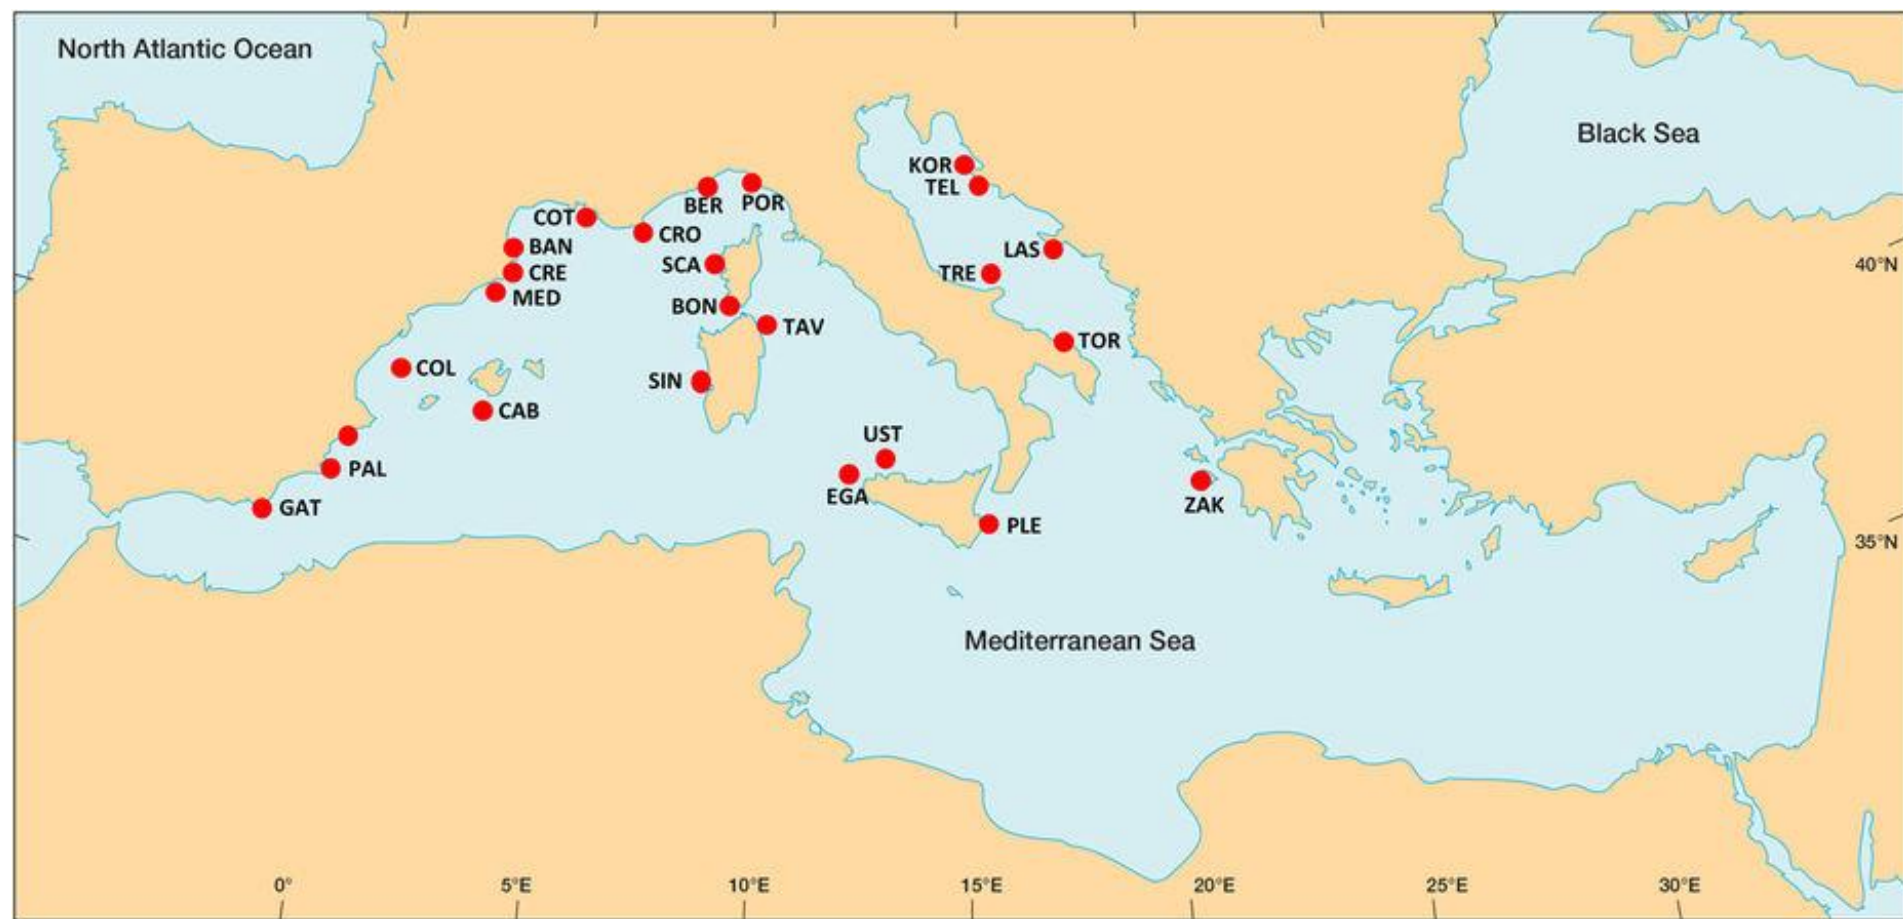 North Atlantic Ocean
Black Sea
KOR
TEL
BER
POR
COT
CRO
BAN
LAS
SCA
40°N
CRE
TRE
MED
BON
TAV
TOR
COL
SIN
CAB
UST
PAL
EGA
ZAK
GAT
PLE
35°N
Mediterranean Sea
0° 5°E 10°E 15°E 20°E 25°E 30°E